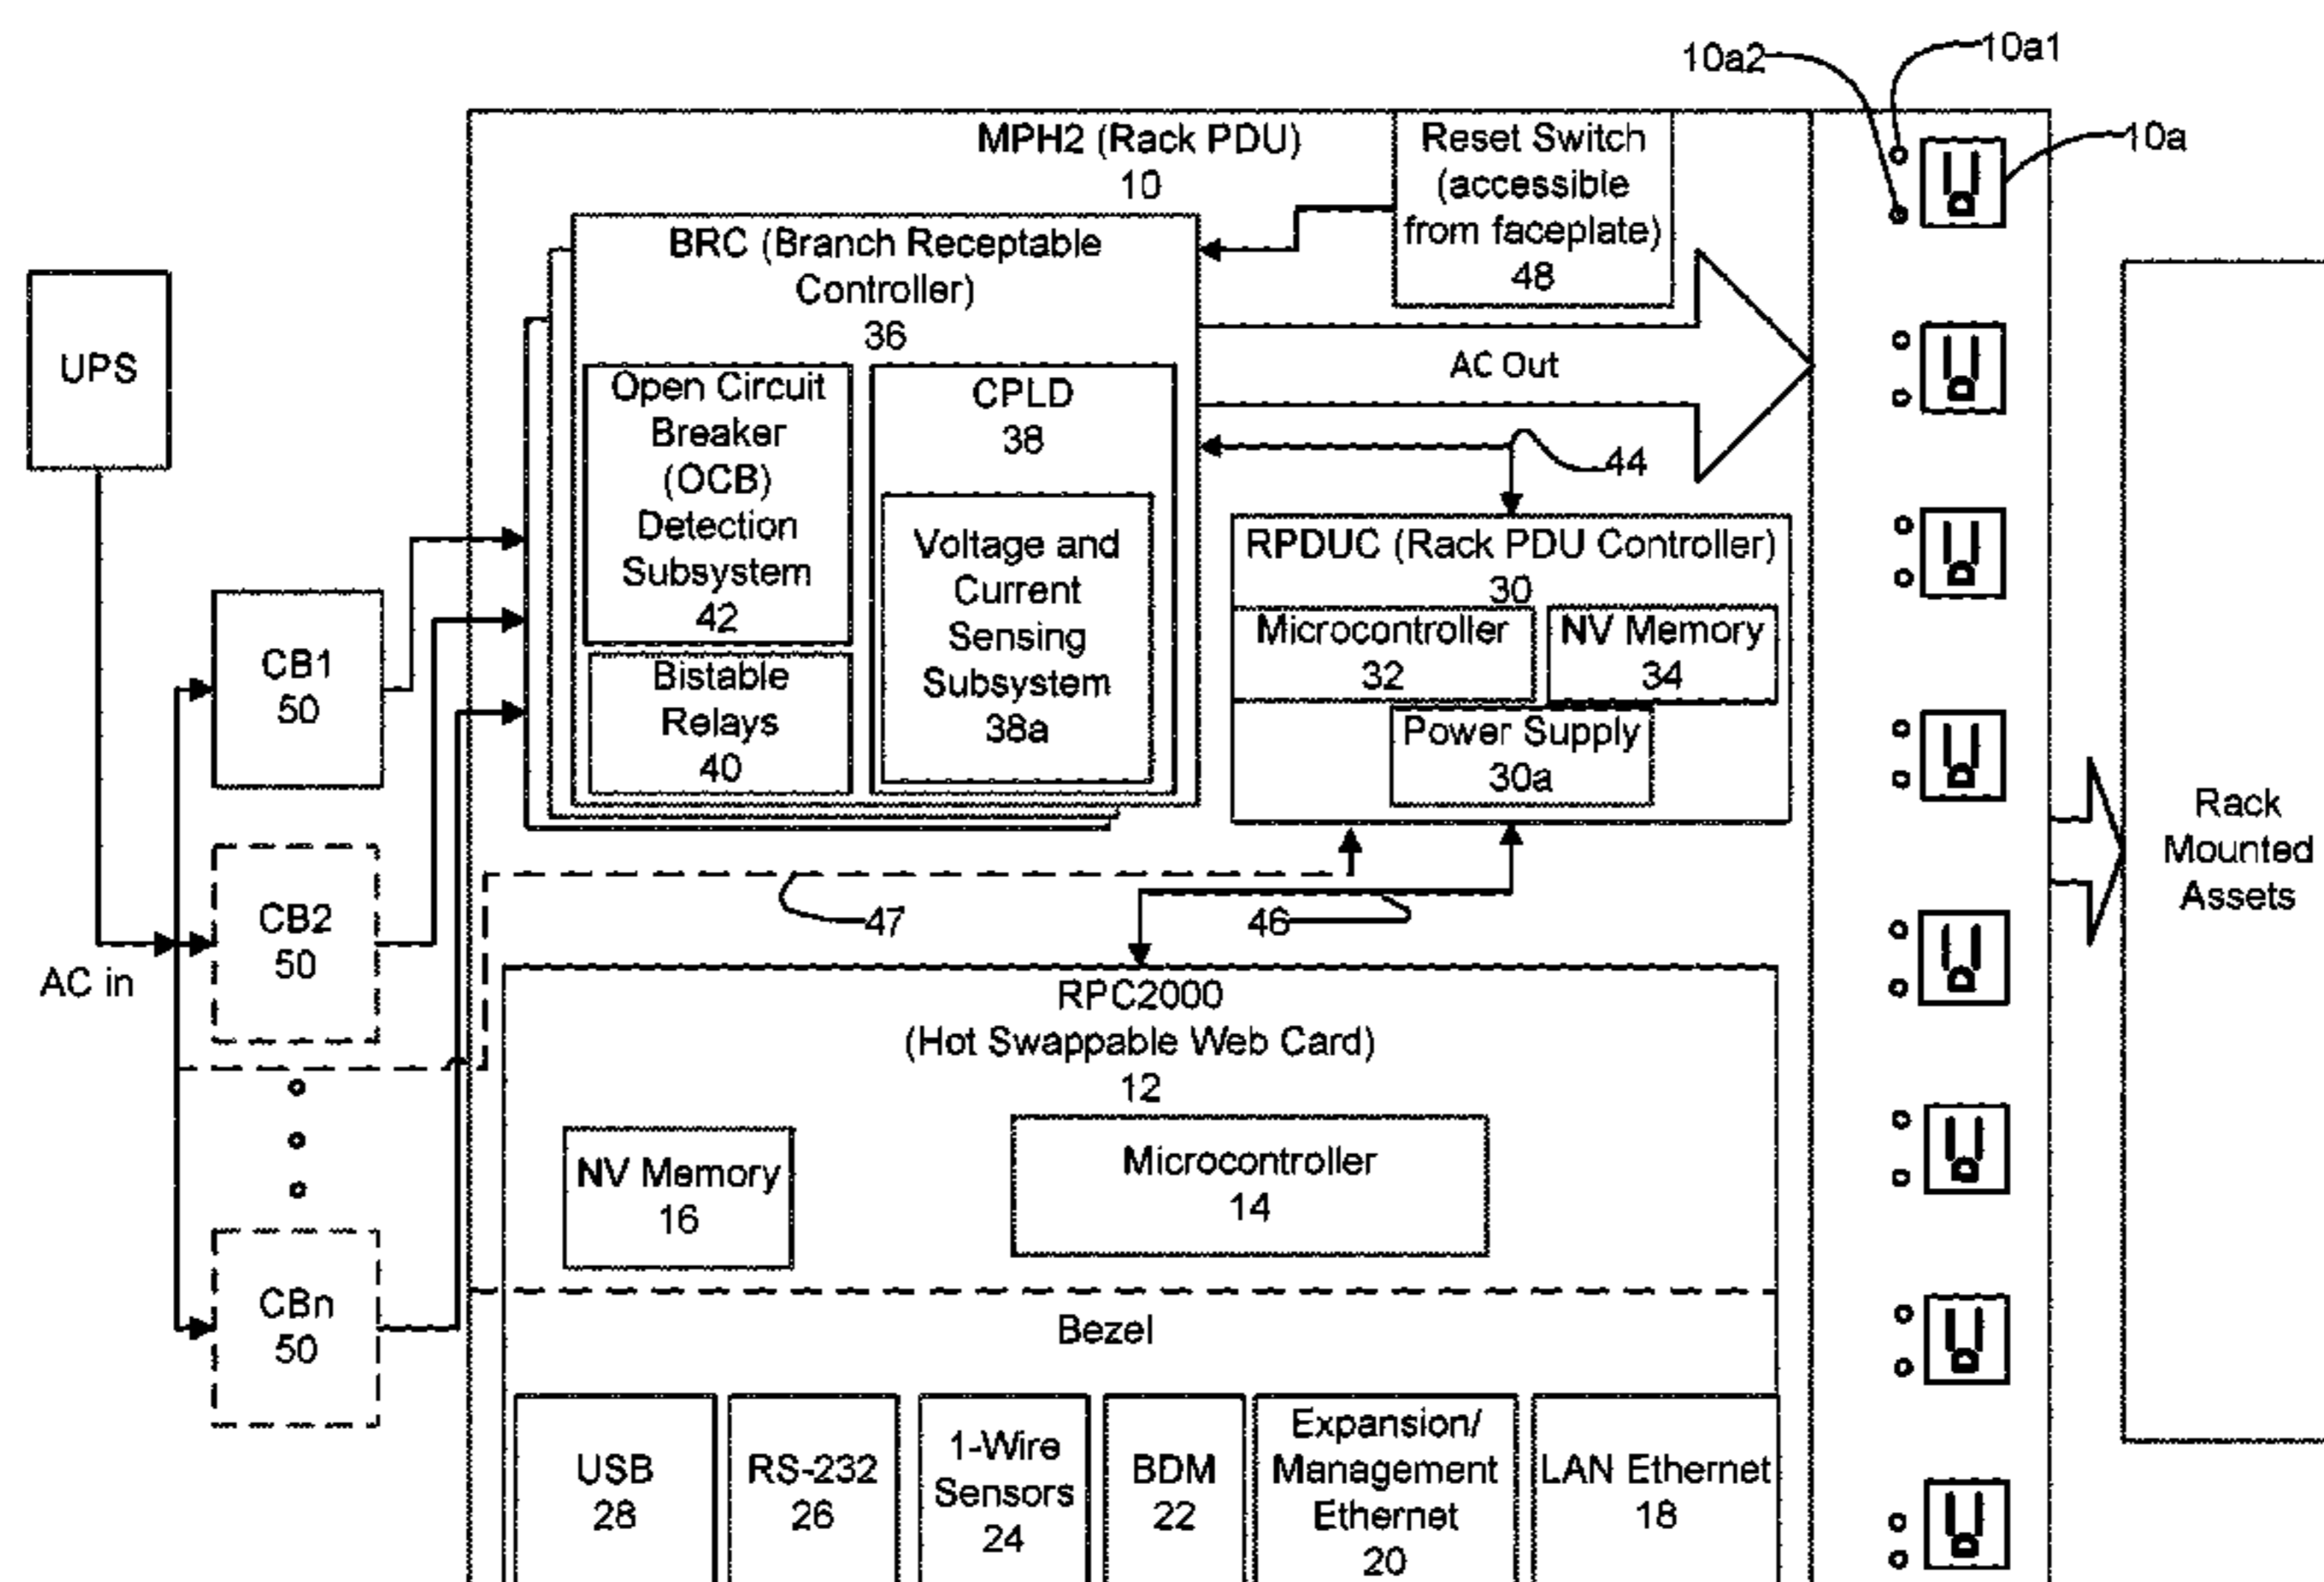 10a2
10a1
10a
MPH2 (Rack PDU)
10
Reset Switch
(accessible
from faceplate)
48
BRC (Branch Receptable
Controller)
36
UPS
Open Circuit
Breaker
(OCB)
Detection
Subsystem
42
CPLD
38
AC Out
44
Voltage and
Current
Sensing
Subsystem
38a
RPDUC (Rack PDU Controller)
30
Microcontroller
32
NV Memory
34
Power Supply
30a
Bistable
Relays
40
CB1
50
CB2
50
AC in
47
46
Rack
Mounted
Assets
RPC2000
(Hot Swappable Web Card)
12
NV Memory
16
Microcontroller
14
CBn
50
Bezel
USB
28
RS-232
26
1-Wire
Sensors
24
BDM
22
Expansion/
Management
Ethernet
20
LAN Ethernet
18